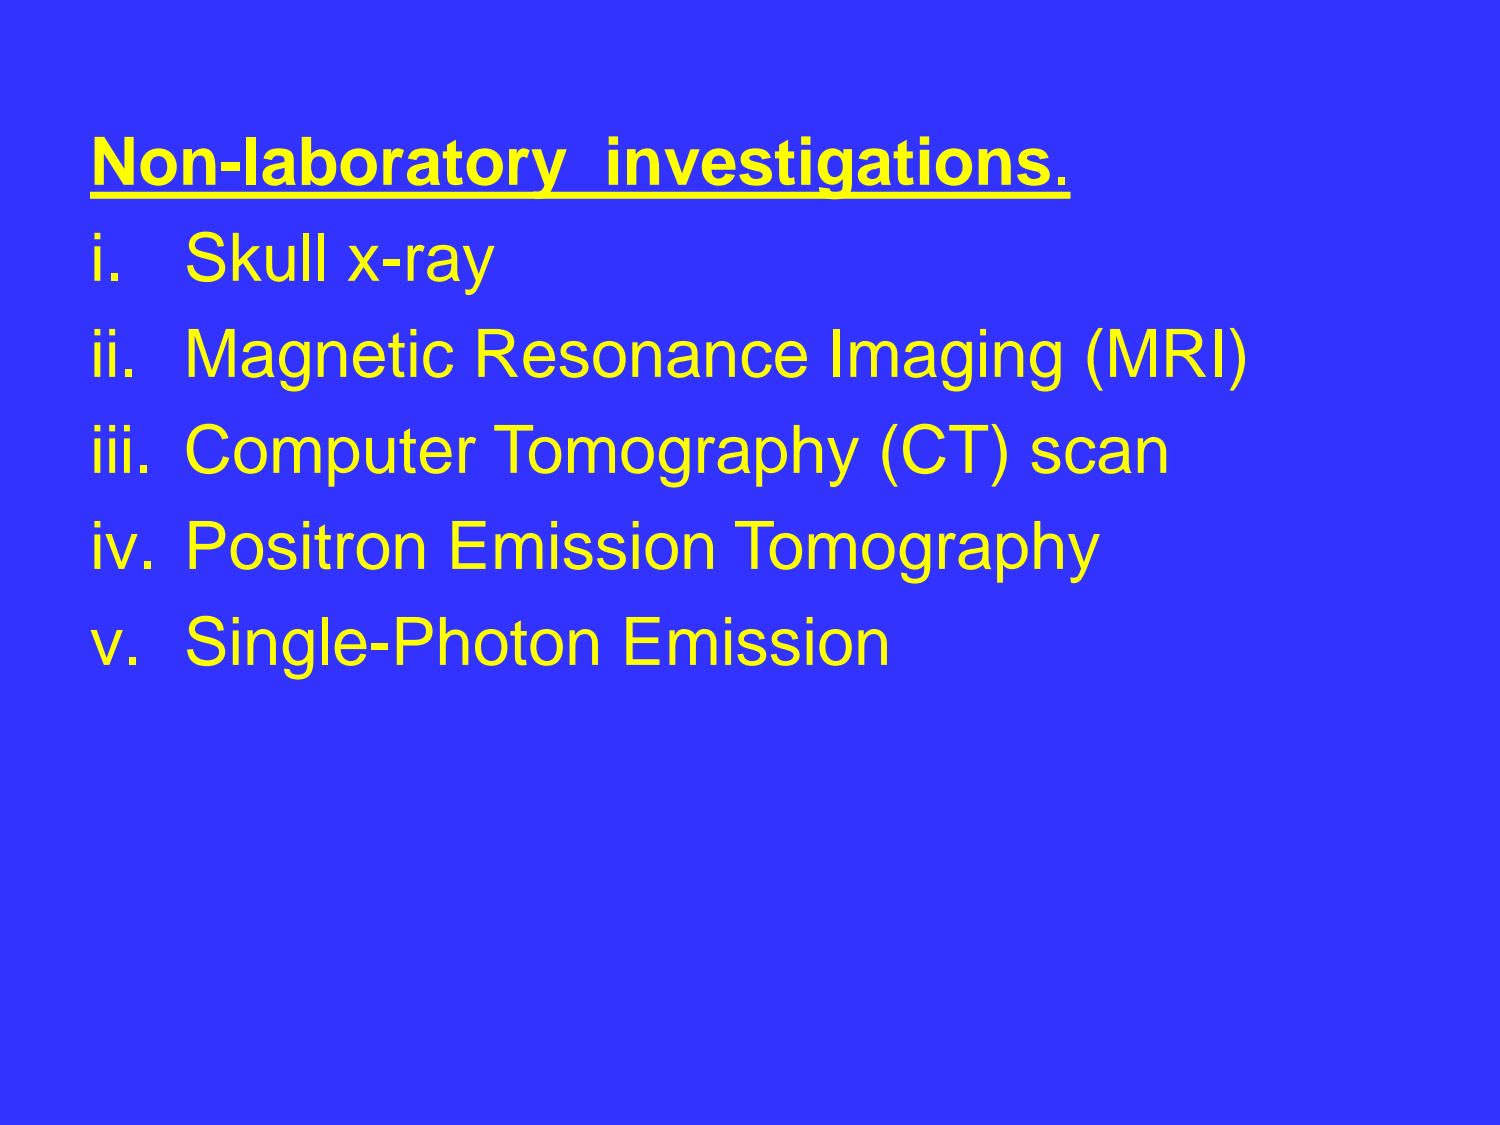 Non-laboratory  investigations.
i. Skull x-ray
ii. Magnetic Resonance Imaging (MRI)
iii. Computer Tomography (CT) scan
iv. Positron Emission Tomography
v. Single-Photon Emission